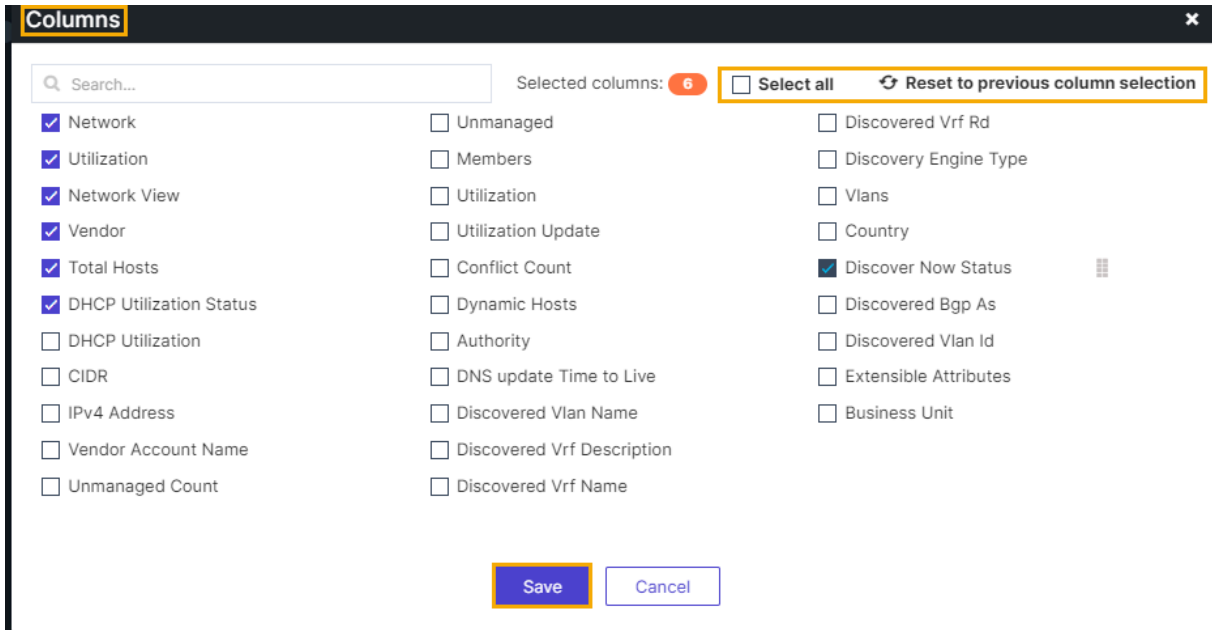 Columns
Search...
Selected columns: 6
Select all
Reset to previous column selection
Network
Utilization
Network View
Vendor
Total Hosts
DHCP Utilization Status
DHCP Utilization
CIDR
IPv4 Address
Vendor Account Name
Unmanaged Count
Unmanaged
Members
Utilization
Utilization Update
Conflict Count
Dynamic Hosts
Authority
DNS update Time to Live
Discovered Vlan Name
Discovered Vrf Description
Discovered Vrf Name
Discovered Vrf Rd
Discovery Engine Type
Vlans
Country
Discover Now Status
Discovered Bgp As
Discovered Vlan Id
Extensible Attributes
Business Unit
Save
Cancel